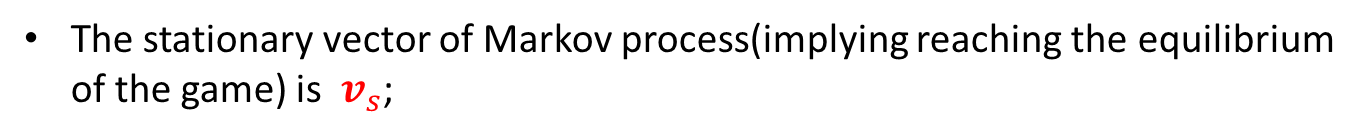 • The stationary vector of Markov process(implying reaching the equilibrium
of the game) is 𝒗ₛ;